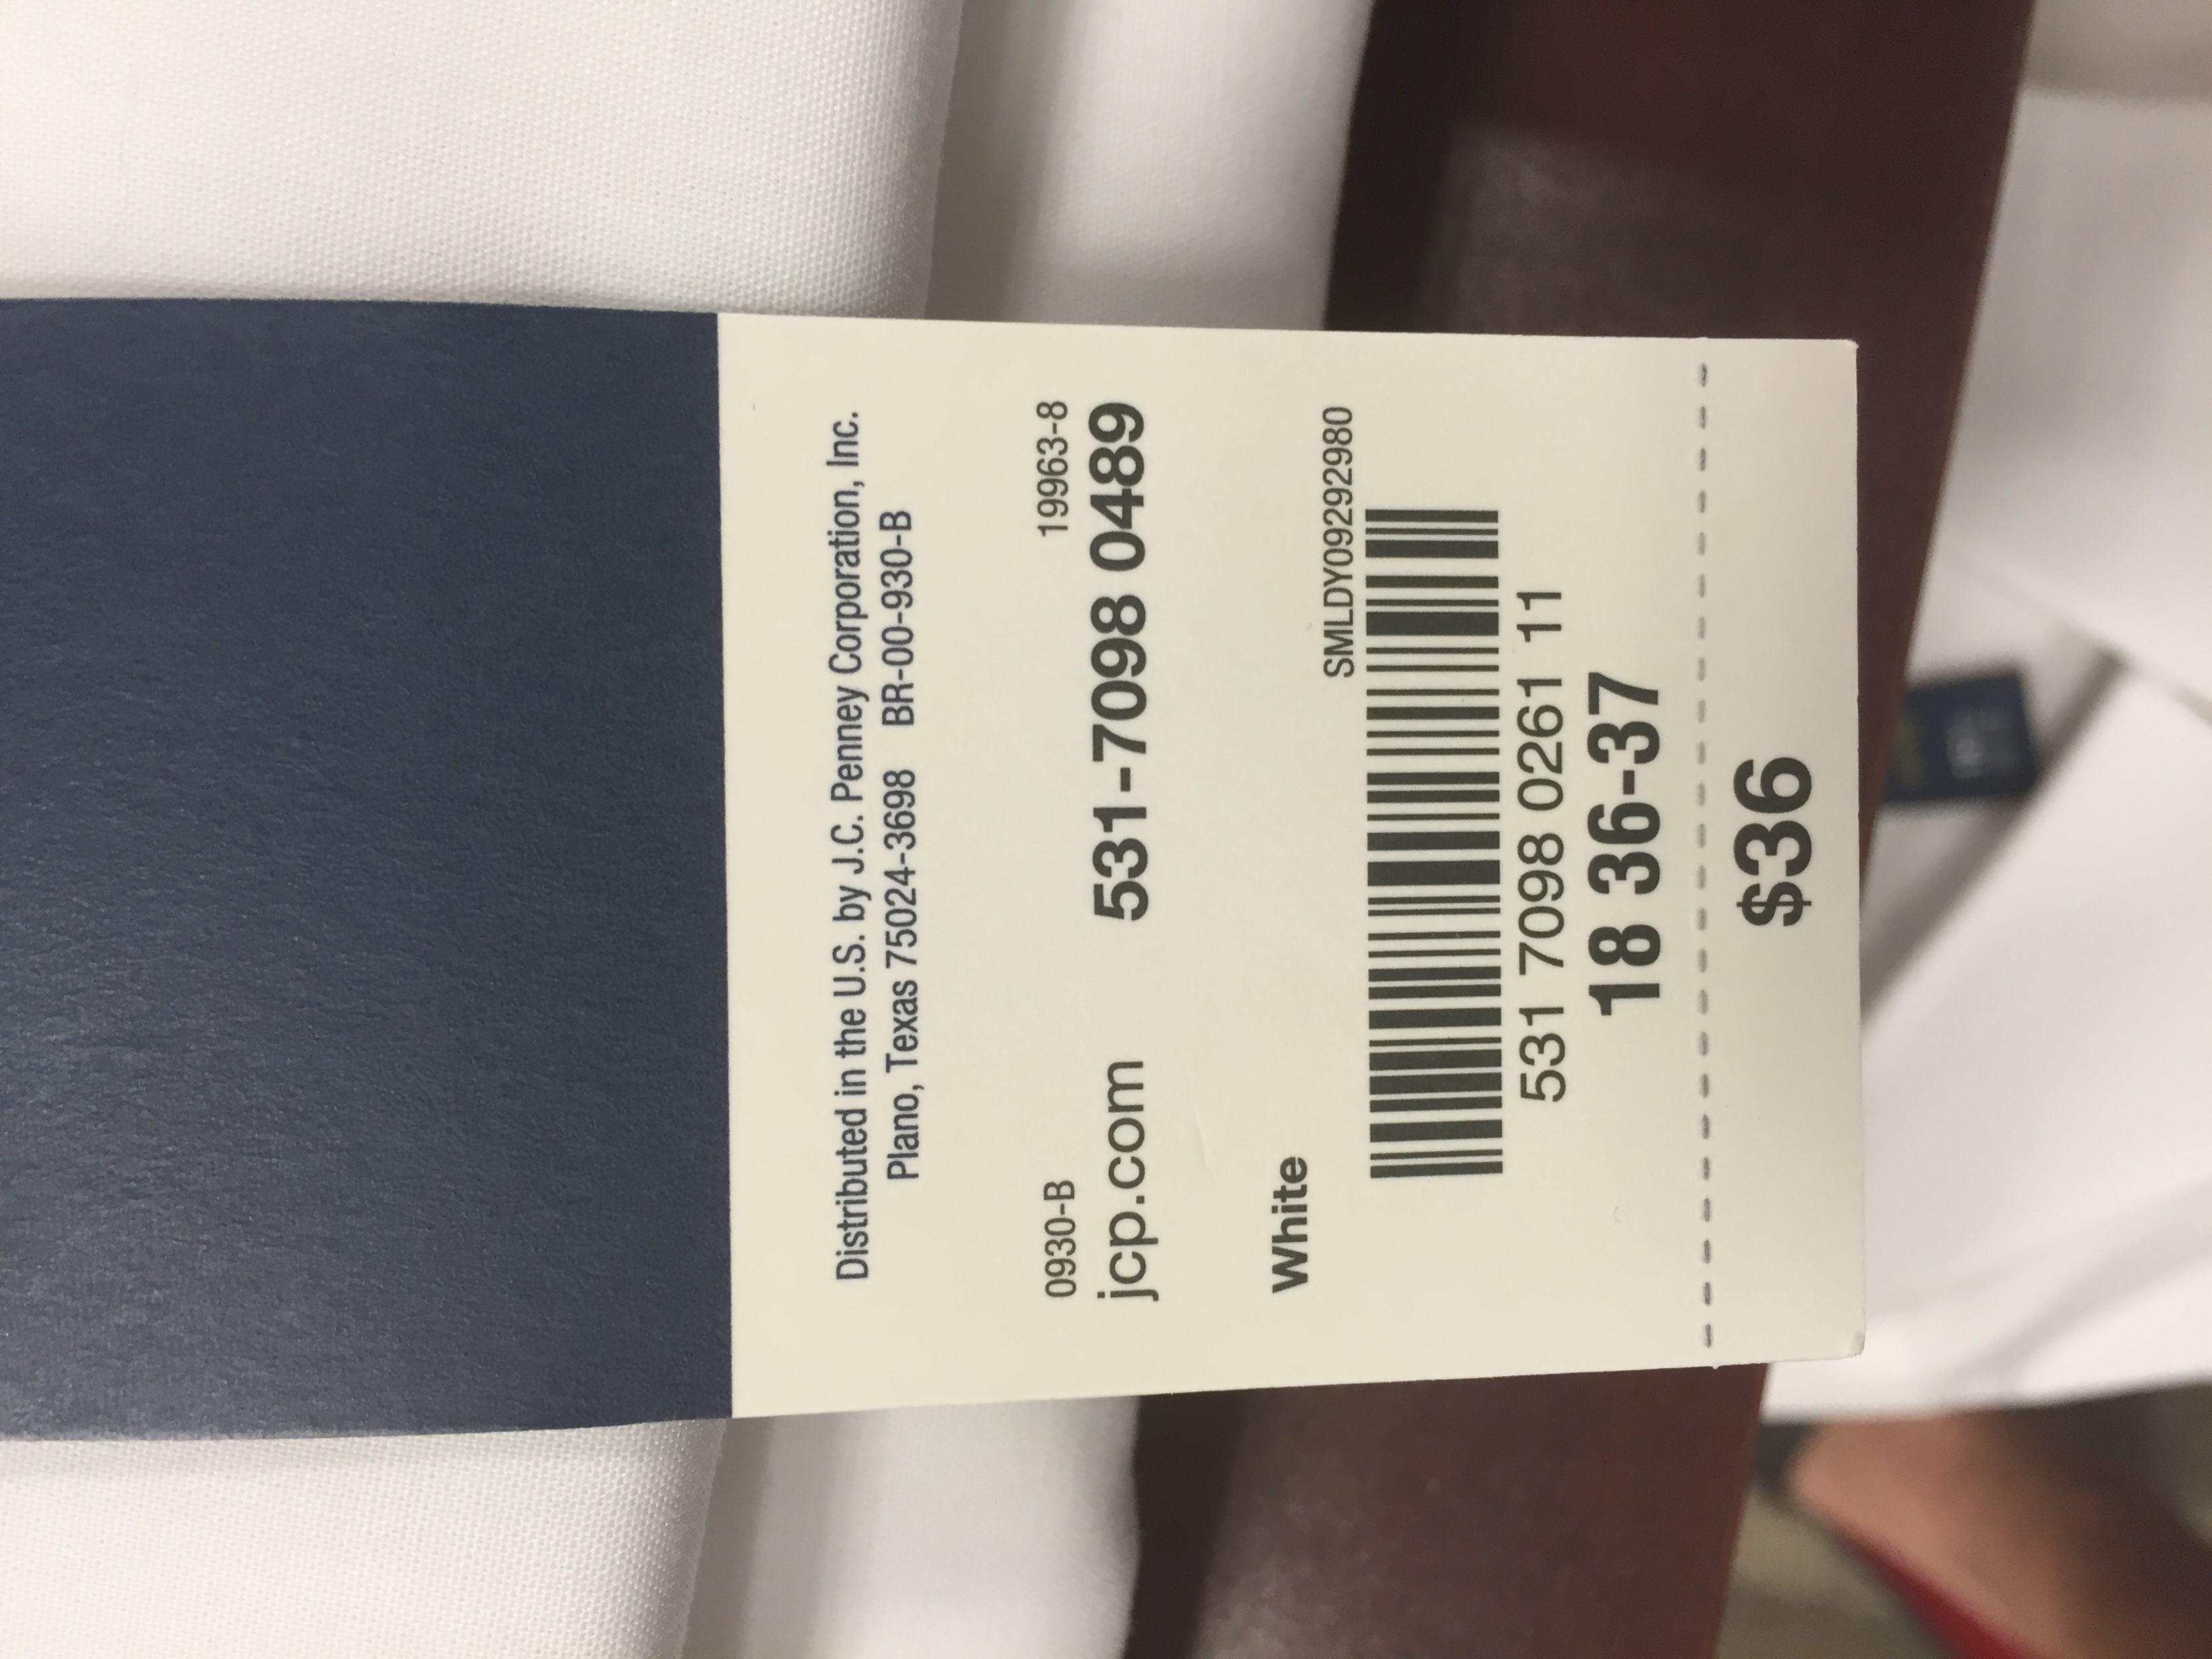 Distributed in the U.S. by J.C. Penney Corporation, Inc.
Plano, Texas 75024-3698 BR-00-930-B
0930-B 19963-8
jcp.com 531-7098 0489
White
SMLDY09292980
531 7098 0261 11
18 36-37
$36